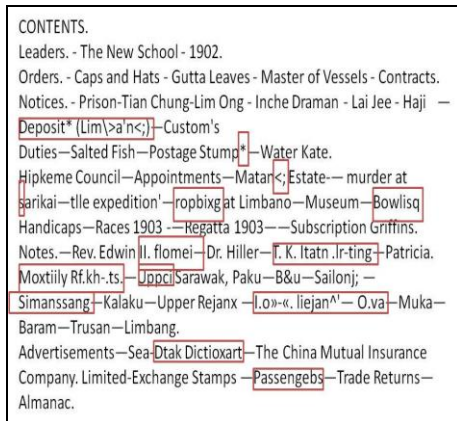 CONTENTS.
Leaders. - The New School - 1902.
Orders. - Caps and Hats - Gutta Leaves - Master of Vessels - Contracts.
Notices. - Prison-Tian Chung-Lim Ong - Inche Draman - Lai Jee - Haji —
Deposit* (Lim\>a'n<;)—Custom's
Duties—Salted Fish—Postage Stump*—Water Kate.
Hipkeme Council—Appointments—Matan<; Estate-— murder at
sarikai—tlle expedition' —ropbixg at Limbano—Museum—Bowlisq
Handicaps—Races 1903 -—Regatta 1903 —— Subscription Griffins.
Notes.—Rev. Edwin II. flomei—Dr. Hiller—T. K. Itatn .lr-ting—Patricia.
Moxtiily Rf.kh-.ts.—Uppci Sarawak, Paku—B&u—Sailonj; —
Simanssang—Kalaku—Upper Rejanx —I.o»-«. liejan^'— O.va—Muka—
Baram—Trusan—Limbang.
Advertisements—Sea-Dtak Dictioxart—The China Mutual Insurance
Company. Limited-Exchange Stamps —Passengebs—Trade Returns—
Almanac.